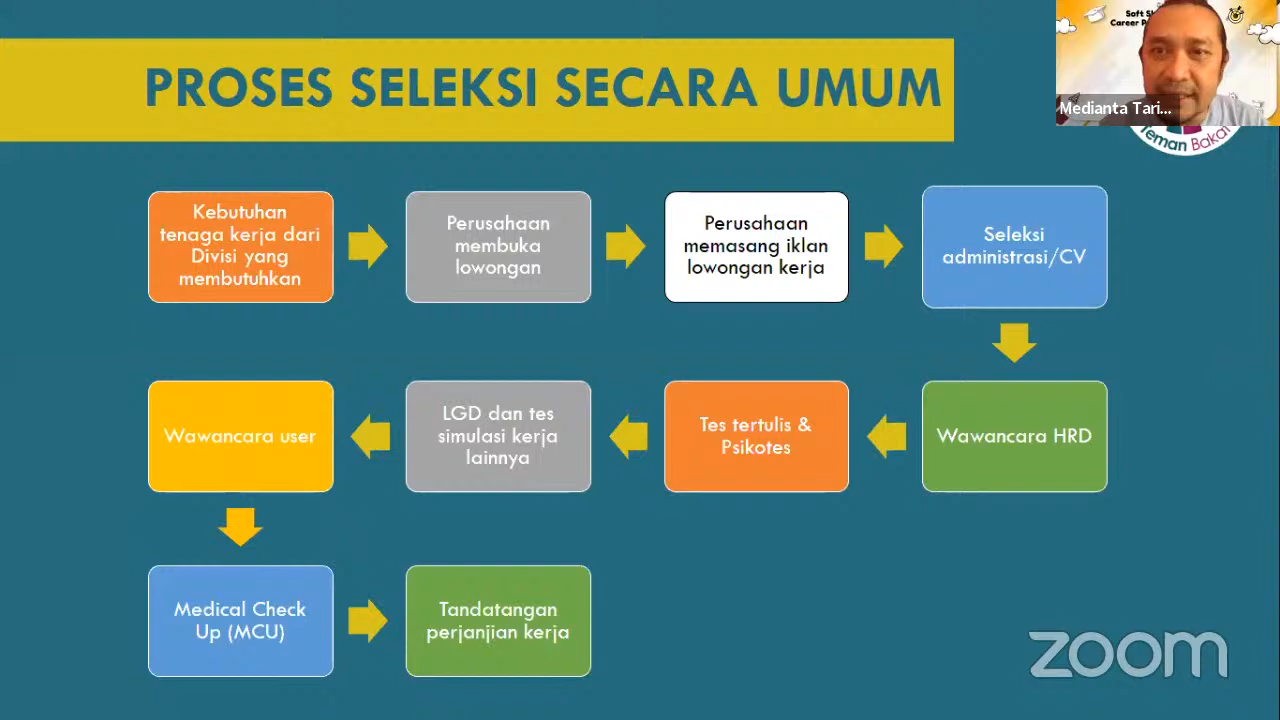 PROSES SELEKSI SECARA UMUM
Soft
Career
Medianta Tari...
Teman Bakat
Kebutuhan
tenaga kerja dari
Divisi yang
membutuhkan
Perusahaan
membuka
lowongan
Perusahaan
memasang iklan
lowongan kerja
Seleksi
administrasi/CV
Wawancara HRD
Tes tertulis &
Psikotes
LGD dan tes
simulasi kerja
lainnya
Wawancara user
Medical Check
Up (MCU)
Tandatangan
perjanjian kerja
zoom